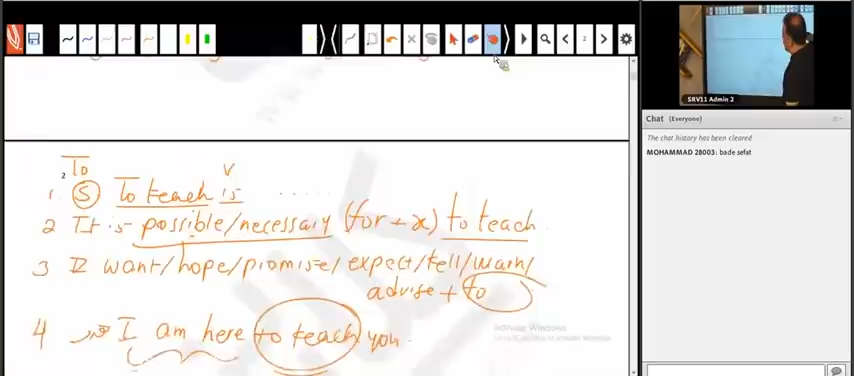 SRV11 Admin 2
Chat (Everyone)
The chat history has been cleared
MOHAMMAD 28003: bade sefat
2 To V
1 S To teach is ......
2 It is possible/necessary (for + x) to teach
3 want/hope/promise/expect/tell/warn/
advise + to
4 I am here to teach you.
Activate Windows